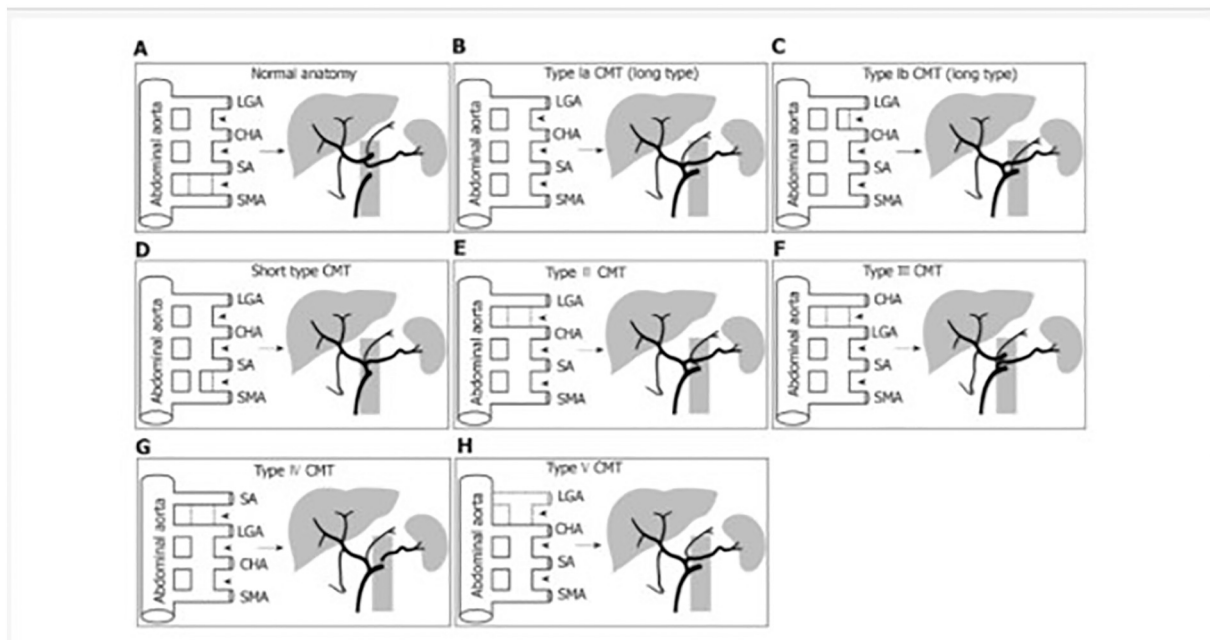 A
Normal anatomy
Abdominal aorta
LGA
CHA
SA
SMA
B
Type Ia CMT (long type)
Abdominal aorta
LGA
CHA
SA
SMA
C
Type Ib CMT (long type)
Abdominal aorta
LGA
CHA
SA
SMA
D
Short type CMT
Abdominal aorta
LGA
CHA
SA
SMA
E
Type II CMT
Abdominal aorta
LGA
CHA
SA
SMA
F
Type III CMT
Abdominal aorta
CHA
LGA
SA
SMA
G
Type IV CMT
Abdominal aorta
SA
LGA
CHA
SMA
H
Type V CMT
Abdominal aorta
LGA
CHA
SA
SMA